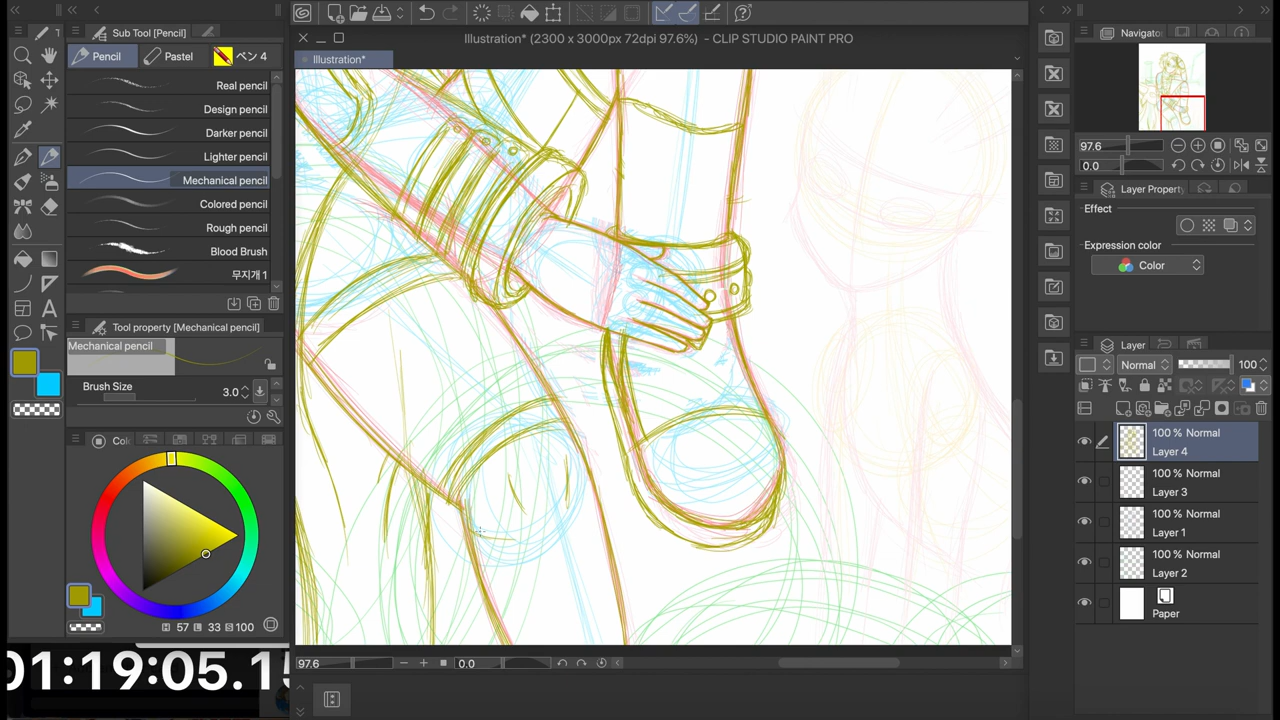 Illustration* (2300 x 3000px 72dpi 97.6%) - CLIP STUDIO PAINT PRO
Sub Tool [Pencil]
Pencil
Pastel
ペン 4
Real pencil
Design pencil
Darker pencil
Lighter pencil
Mechanical pencil
Colored pencil
Rough pencil
Blood Brush
무지개 1
Tool property [Mechanical pencil]
Mechanical pencil
Brush Size
3.0
H 57 L 33 S 100
01:19:05.15
Illustration*
97.6
0.0
Navigato
97.6
0.0
Layer Propert
Effect
Expression color
Color
Layer
Normal
100
100 % Normal
Layer 4
100 % Normal
Layer 3
100 % Normal
Layer 1
100 % Normal
Layer 2
Paper